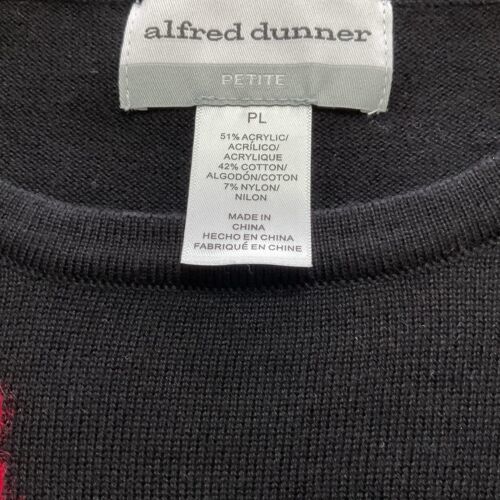 alfred dunner
PETITE
PL
51% ACRYLIC/
ACRÍLICO/
ACRYLIQUE
42% COTTON/
ALGODÓN/COTON
7% NYLON/
NILON
MADE IN
CHINA
HECHO EN CHINA
FABRIQUÉ EN CHINE